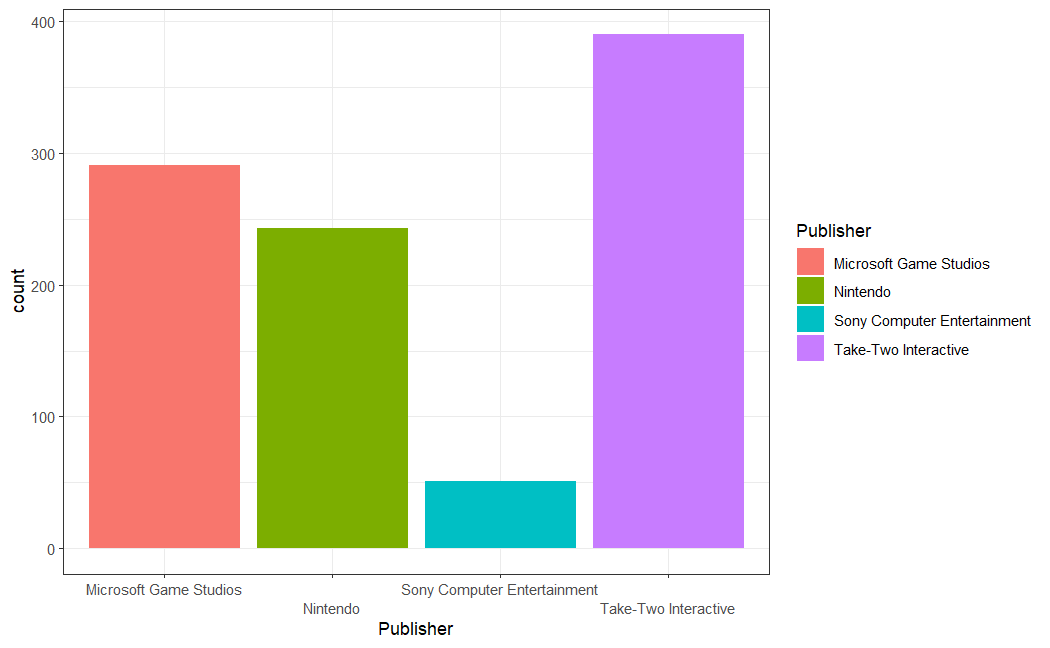 400
300
200
100
0
count
Microsoft Game Studios
Nintendo
Sony Computer Entertainment
Take-Two Interactive
Publisher
Publisher
Microsoft Game Studios
Nintendo
Sony Computer Entertainment
Take-Two Interactive